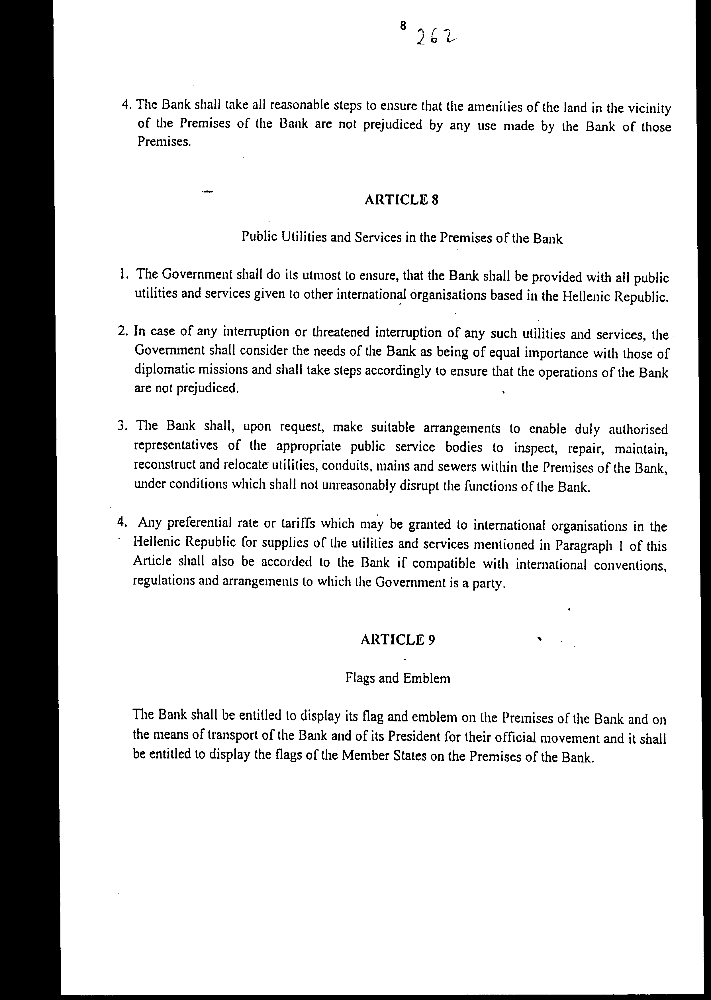 8
262
4. The Bank shall take all reasonable steps to ensure that the amenities of the land in the vicinity
of the Premises of the Bank are not prejudiced by any use made by the Bank of those
Premises.
ARTICLE 8
Public Utilities and Services in the Premises of the Bank
1. The Government shall do its utmost to ensure, that the Bank shall be provided with all public
utilities and services given to other international organisations based in the Hellenic Republic.
2. In case of any interruption or threatened interruption of any such utilities and services, the
Government shall consider the needs of the Bank as being of equal importance with those of
diplomatic missions and shall take steps accordingly to ensure that the operations of the Bank
are not prejudiced.
3. The Bank shall, upon request, make suitable arrangements to enable duly authorised
representatives of the appropriate public service bodies to inspect, repair, maintain,
reconstruct and relocate utilities, conduits, mains and sewers within the Premises of the Bank,
under conditions which shall not unreasonably disrupt the functions of the Bank.
4. Any preferential rate or tariffs which may be granted to international organisations in the
Hellenic Republic for supplies of the utilities and services mentioned in Paragraph 1 of this
Article shall also be accorded to the Bank if compatible with international conventions,
regulations and arrangements to which the Government is a party.
ARTICLE 9
Flags and Emblem
The Bank shall be entitled to display its flag and emblem on the Premises of the Bank and on
the means of transport of the Bank and of its President for their official movement and it shall
be entitled to display the flags of the Member States on the Premises of the Bank.